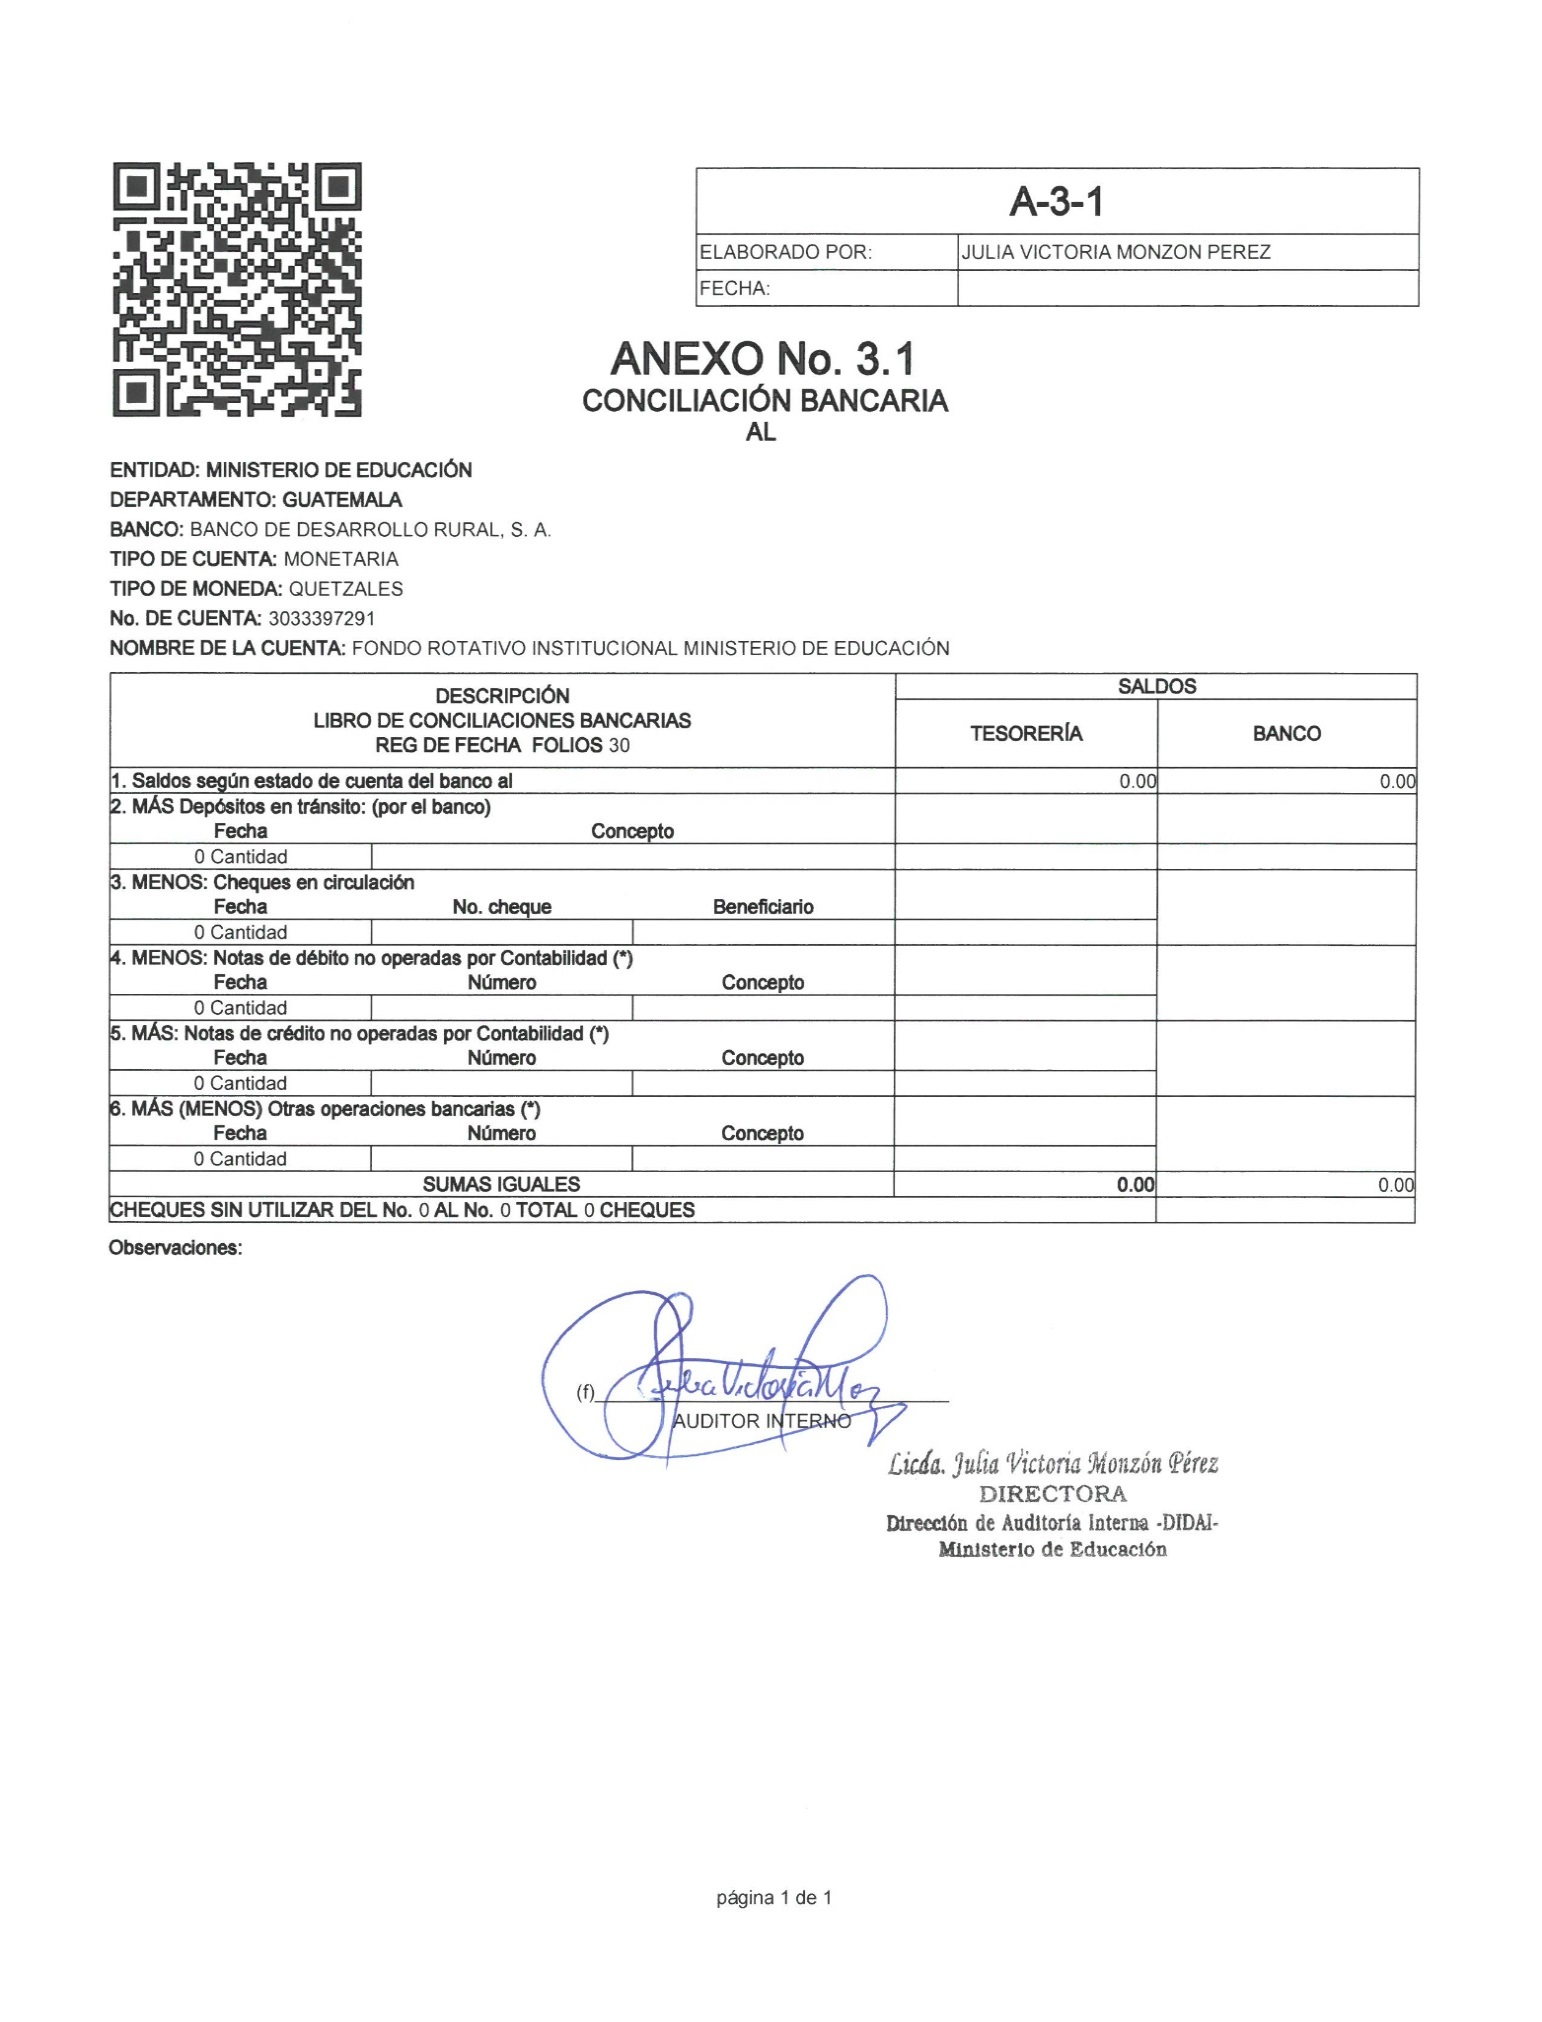 A-3-1
ELABORADO POR: JULIA VICTORIA MONZON PEREZ
FECHA:
ANEXO No. 3.1
CONCILIACIÓN BANCARIA
AL
ENTIDAD: MINISTERIO DE EDUCACIÓN
DEPARTAMENTO: GUATEMALA
BANCO: BANCO DE DESARROLLO RURAL, S. A.
TIPO DE CUENTA: MONETARIA
TIPO DE MONEDA: QUETZALES
No. DE CUENTA: 3033397291
NOMBRE DE LA CUENTA: FONDO ROTATIVO INSTITUCIONAL MINISTERIO DE EDUCACIÓN
DESCRIPCIÓN
LIBRO DE CONCILIACIONES BANCARIAS
REG DE FECHA FOLIOS 30
SALDOS
TESORERÍA BANCO
1. Saldos según estado de cuenta del banco al 0.00 0.00
2. MÁS Depósitos en tránsito: (por el banco)
Fecha Concepto
0 Cantidad
3. MENOS: Cheques en circulación
Fecha No. cheque Beneficiario
0 Cantidad
4. MENOS: Notas de débito no operadas por Contabilidad (*)
Fecha Número Concepto
0 Cantidad
5. MÁS: Notas de crédito no operadas por Contabilidad (*)
Fecha Número Concepto
0 Cantidad
6. MÁS (MENOS) Otras operaciones bancarias (*)
Fecha Número Concepto
0 Cantidad
SUMAS IGUALES 0.00 0.00
CHEQUES SIN UTILIZAR DEL No. 0 AL No. 0 TOTAL 0 CHEQUES
Observaciones:
(f)
AUDITOR INTERNO
Licda. Julia Victoria Monzón Pérez
DIRECTORA
Dirección de Auditoría Interna -DIDAI-
Ministerio de Educación
página 1 de 1